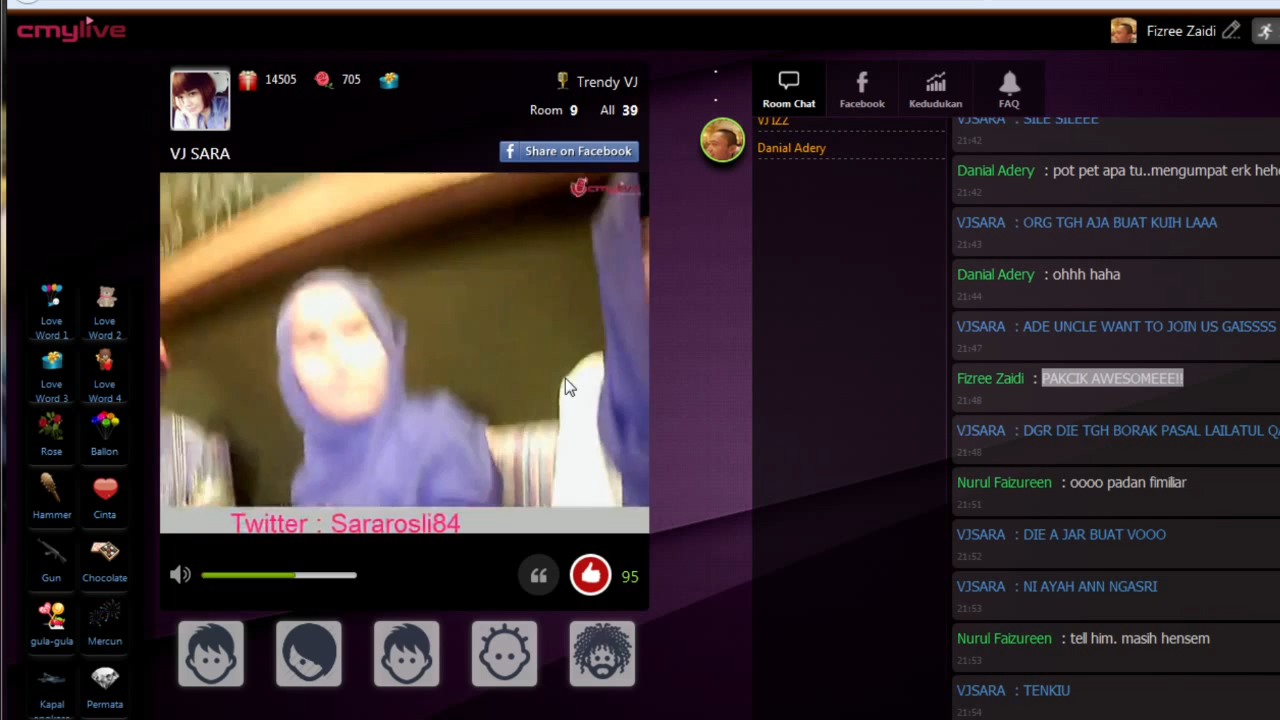 cmylive
Fizree Zaidi
14505
705
Trendy VJ
Room 9 All 39
VJ SARA
Share on Facebook
cmylive
Twitter : Sararosli84
95
Love
Word 1
Love
Word 2
Love
Word 3
Love
Word 4
Rose
Ballon
Hammer
Cinta
Gun
Chocolate
gula-gula
Mercun
Kapal
Permata
Room Chat
Facebook
Kedudukan
FAQ
VJ IZZ
Danial Adery
VJSARA : SILE SILEEE
21:42
Danial Adery : pot pet apa tu..mengumpat erk hehe
21:42
VJSARA : ORG TGH AJA BUAT KUIH LAAA
21:43
Danial Adery : ohhh haha
21:44
VJSARA : ADE UNCLE WANT TO JOIN US GAISSSS
21:47
Fizree Zaidi : PAKCIK AWESOMEEE!!
21:48
VJSARA : DGR DIE TGH BORAK PASAL LAILATUL
21:48
Nurul Faizureen : oooo padan fimiliar
21:51
VJSARA : DIE A JAR BUAT VOOO
21:52
VJSARA : NI AYAH ANN NGASRI
21:53
Nurul Faizureen : tell him. masih hensem
21:53
VJSARA : TENKIU
21:54